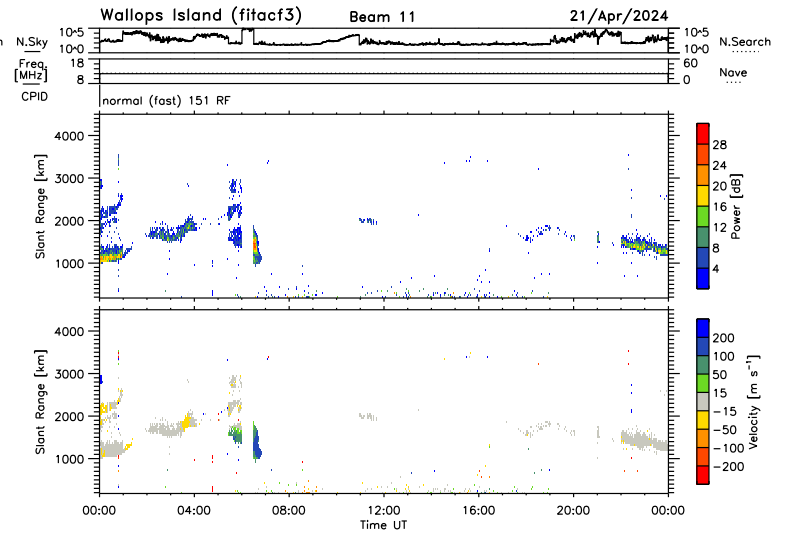 Wallops Island (fitacf3) Beam 11 21/Apr/2024
n N.Sky 10^5 10^0 10^5 10^0 N.Search
Freq. [MHz] 18 8 60 0 Nave
CPID normal (fast) 151 RF
Slant Range [km] 4000 3000 2000 1000
28 24 20 16 12 8 4 Power [dB]
Slant Range [km] 4000 3000 2000 1000
200 100 50 15 −15 −50 −100 −200 Velocity [m s⁻¹]
00:00 04:00 08:00 12:00 16:00 20:00 00:00
Time UT